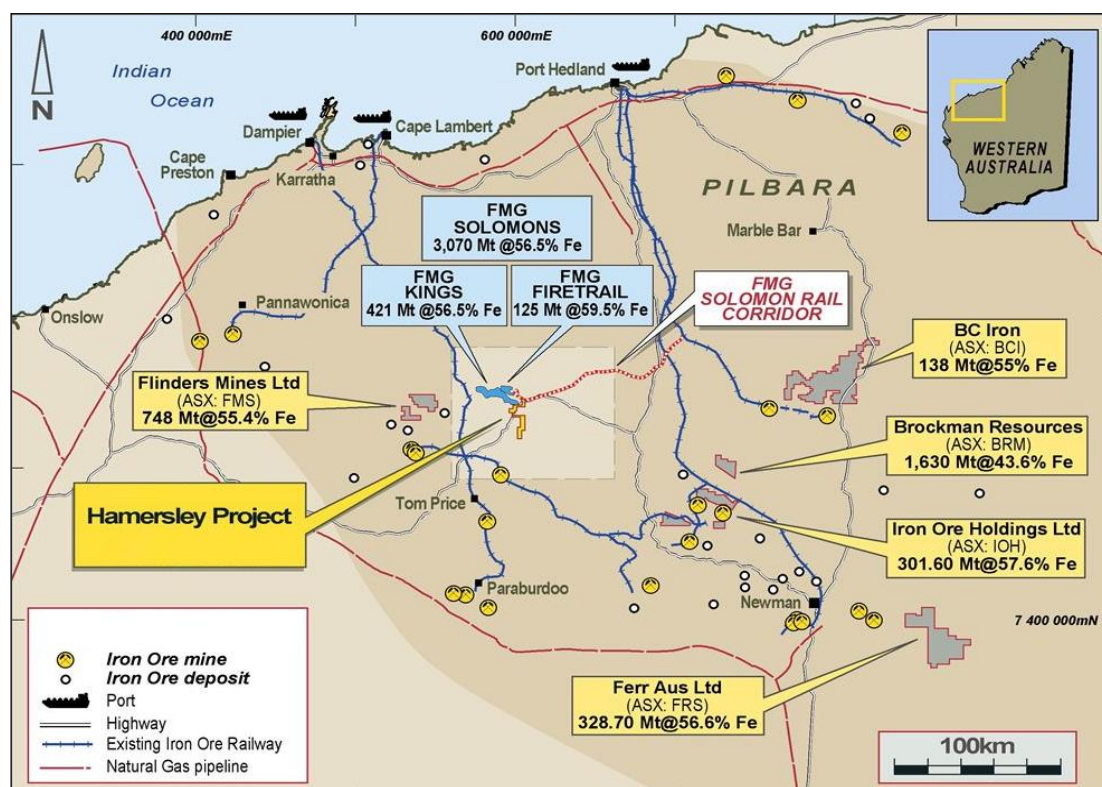 400 000mE
600 000mE
N
Indian
Ocean
Port Hedland
Dampier
Cape Lambert
Cape
Preston
Karratha
WESTERN
AUSTRALIA
PILBARA
Marble Bar
FMG
SOLOMONS
3,070 Mt @56.5% Fe
FMG
KINGS
421 Mt @56.5% Fe
FMG
FIRETRAIL
125 Mt @59.5% Fe
FMG
SOLOMON RAIL
CORRIDOR
Pannawonica
Onslow
BC Iron
(ASX: BCI)
138 Mt@55% Fe
Flinders Mines Ltd
(ASX: FMS)
748 Mt@55.4% Fe
Brockman Resources
(ASX: BRM)
1,630 Mt@43.6% Fe
Hamersley Project
Tom Price
Iron Ore Holdings Ltd
(ASX: IOH)
301.60 Mt@57.6% Fe
Paraburdoo
Newman
7 400 000mN
Ferr Aus Ltd
(ASX: FRS)
328.70 Mt@56.6% Fe
Iron Ore mine
Iron Ore deposit
Port
Highway
Existing Iron Ore Railway
Natural Gas pipeline
100km